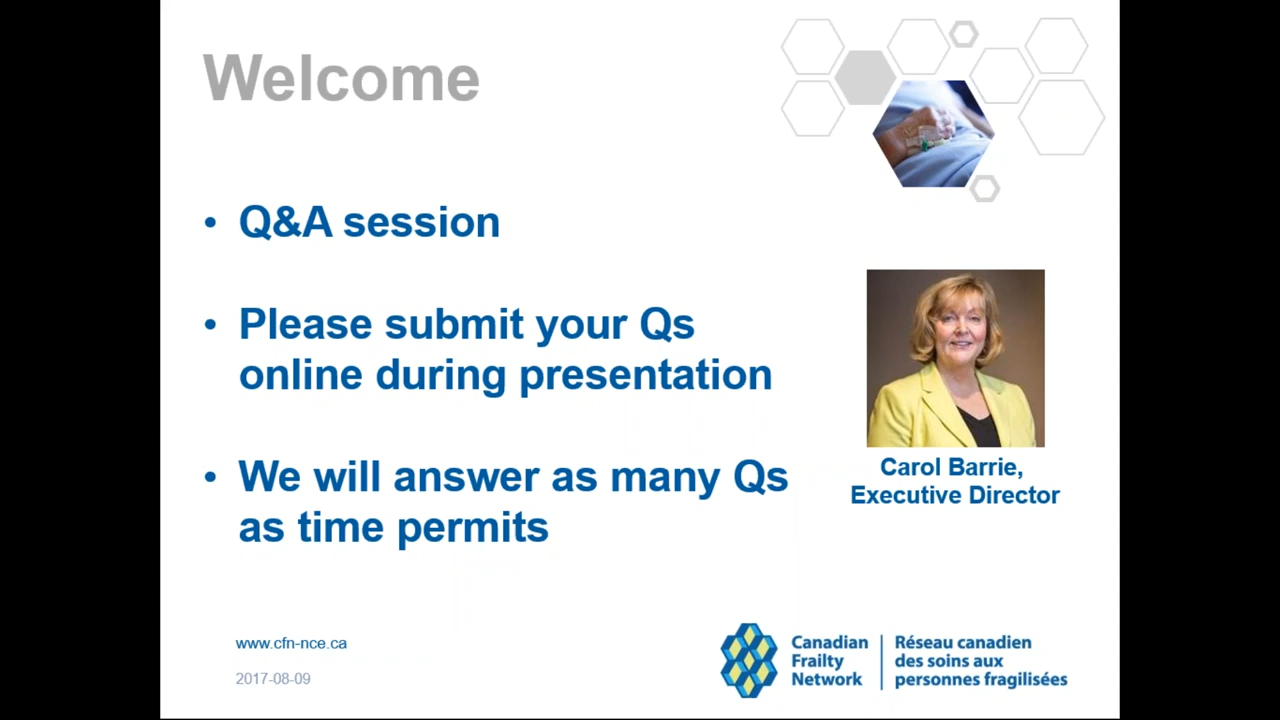 Welcome
• Q&A session
• Please submit your Qs
online during presentation
• We will answer as many Qs
as time permits
Carol Barrie,
Executive Director
www.cfn-nce.ca
2017-08-09
Canadian
Frailty
Network
Réseau canadien
des soins aux
personnes fragilisées